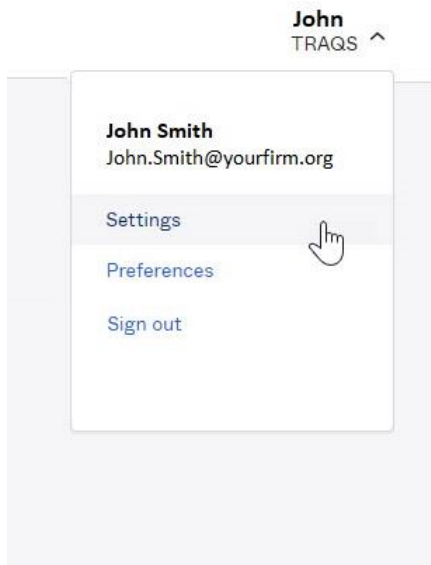 John
TRAQS
John Smith
John.Smith@yourfirm.org
Settings
Preferences
Sign out